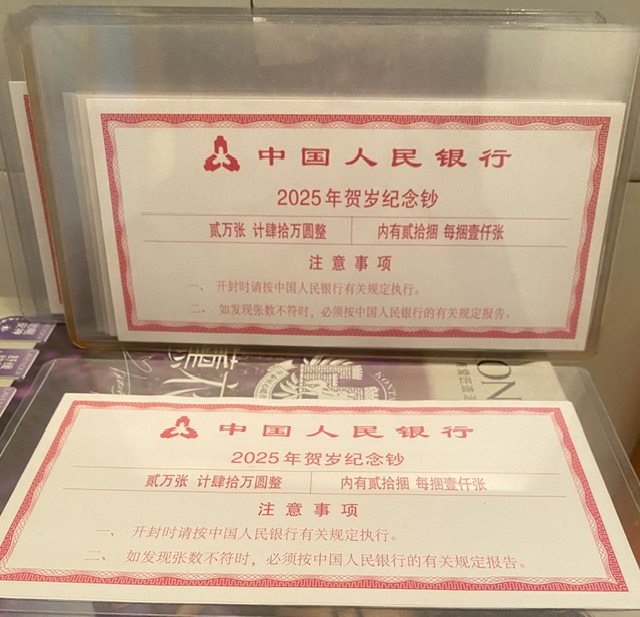 中国人民银行
2025年贺岁纪念钞
贰万张 计肆拾万圆整 内有贰拾捆 每捆壹仟张
注意事项
一、 开封时请按中国人民银行有关规定执行。
二、 如发现张数不符时，必须按中国人民银行的有关规定报告。
中国人民银行
2025年贺岁纪念钞
贰万张 计肆拾万圆整 内有贰拾捆 每捆壹仟张
注意事项
一、 开封时请按中国人民银行有关规定执行。
二、 如发现张数不符时，必须按中国人民银行的有关规定报告。